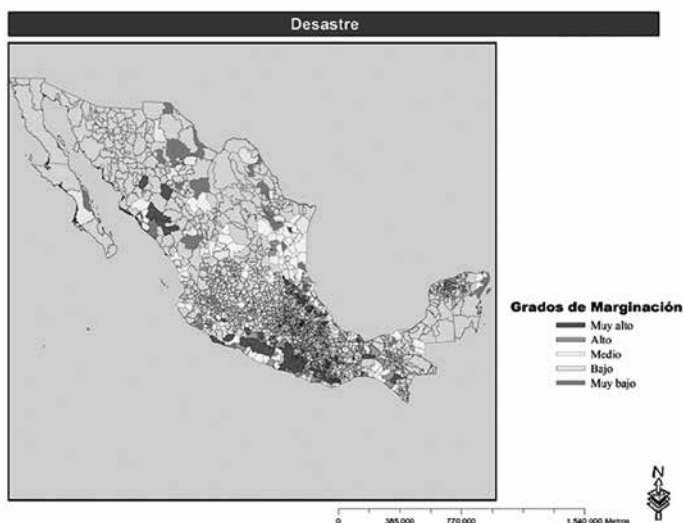 Desastre
Grados de Marginación
Muy alto
Alto
Medio
Bajo
Muy bajo
N
0 385 000 770 000 1 540 000 Metros